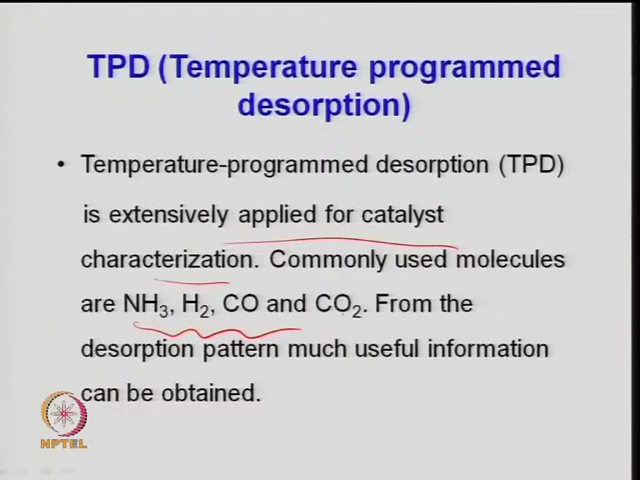 TPD (Temperature programmed
desorption)
• Temperature-programmed desorption (TPD)
is extensively applied for catalyst
characterization. Commonly used molecules
are NH₃, H₂, CO and CO₂. From the
desorption pattern much useful information
can be obtained.
NPTEL